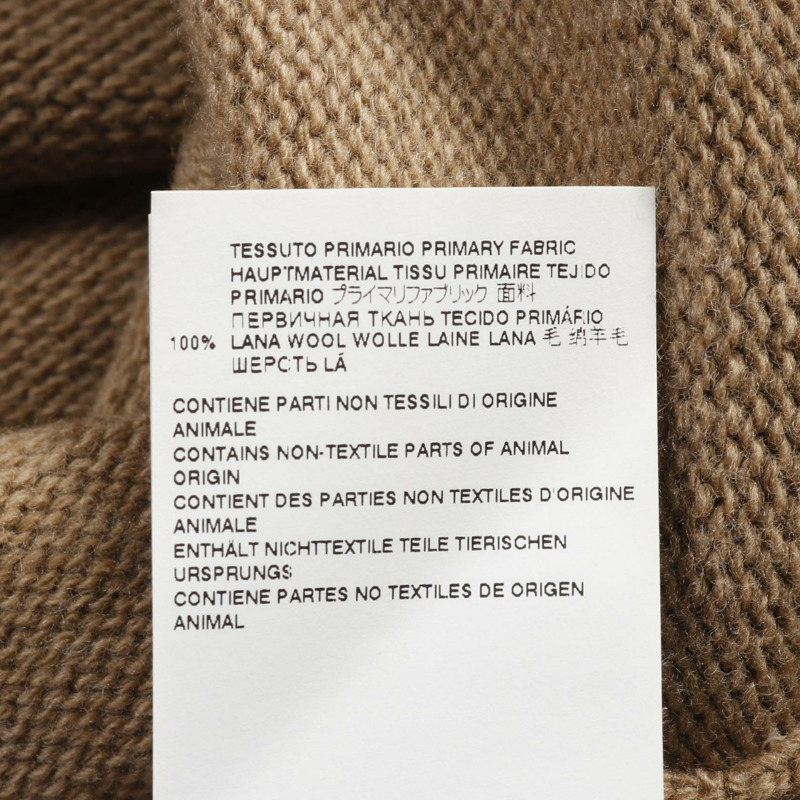 TESSUTO PRIMARIO PRIMARY FABRIC
HAUPTMATERIAL TISSU PRIMAIRE TEJIDO
PRIMARIO プライマリファブリック 面料
ПЕРВИЧНАЯ ТКАНЬ TECIDO PRIMÁRIO
100% LANA WOOL WOLLE LAINE LANA 毛 绵羊毛
ШЕРСТЬ LÁ
CONTIENE PARTI NON TESSILI DI ORIGINE
ANIMALE
CONTAINS NON-TEXTILE PARTS OF ANIMAL
ORIGIN
CONTIENT DES PARTIES NON TEXTILES D'ORIGINE
ANIMALE
ENTHÄLT NICHTTEXTILE TEILE TIERISCHEN
URSPRUNGS
CONTIENE PARTES NO TEXTILES DE ORIGEN
ANIMAL